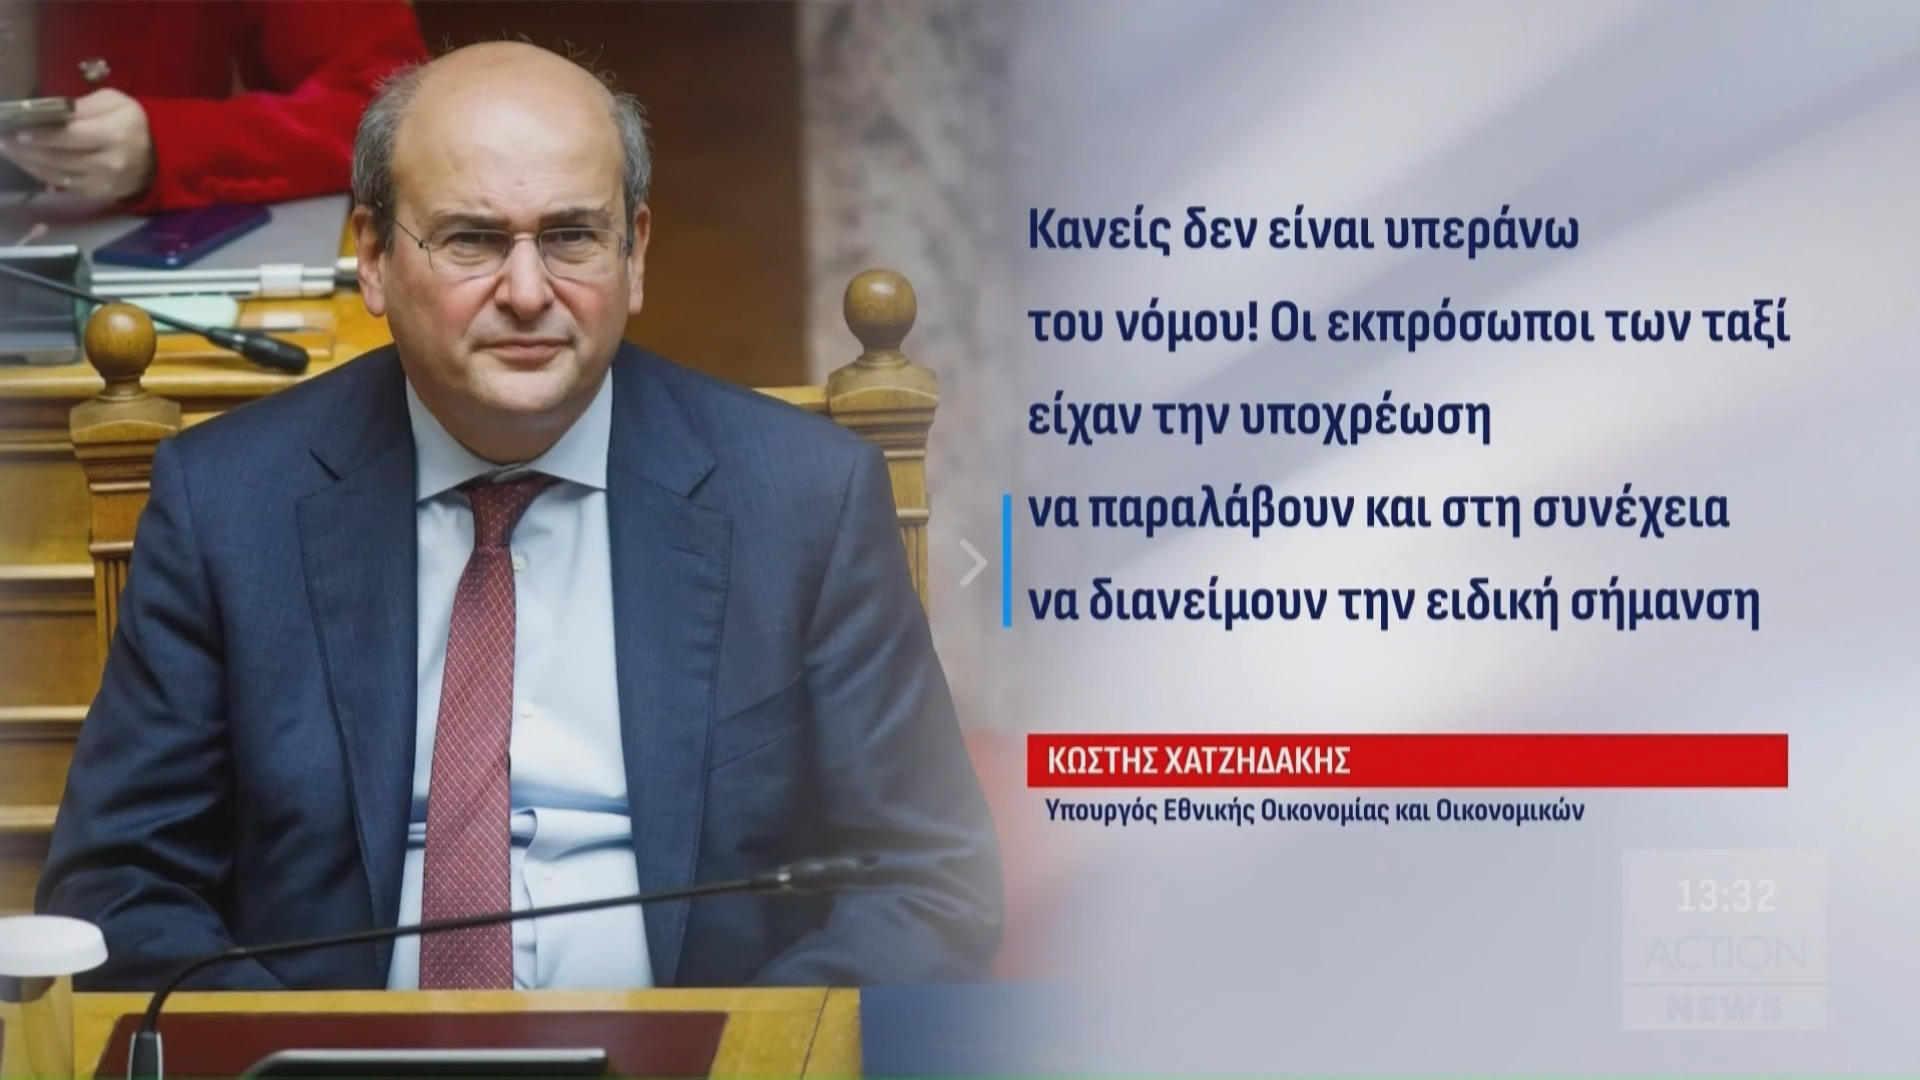 Κανείς δεν είναι υπεράνω
του νόμου! Οι εκπρόσωποι των ταξί
είχαν την υποχρέωση
να παραλάβουν και στη συνέχεια
να διανείμουν την ειδική σήμανση
ΚΩΣΤΗΣ ΧΑΤΖΗΔΑΚΗΣ
Υπουργός Εθνικής Οικονομίας και Οικονομικών
13:32
ACTION
NEWS